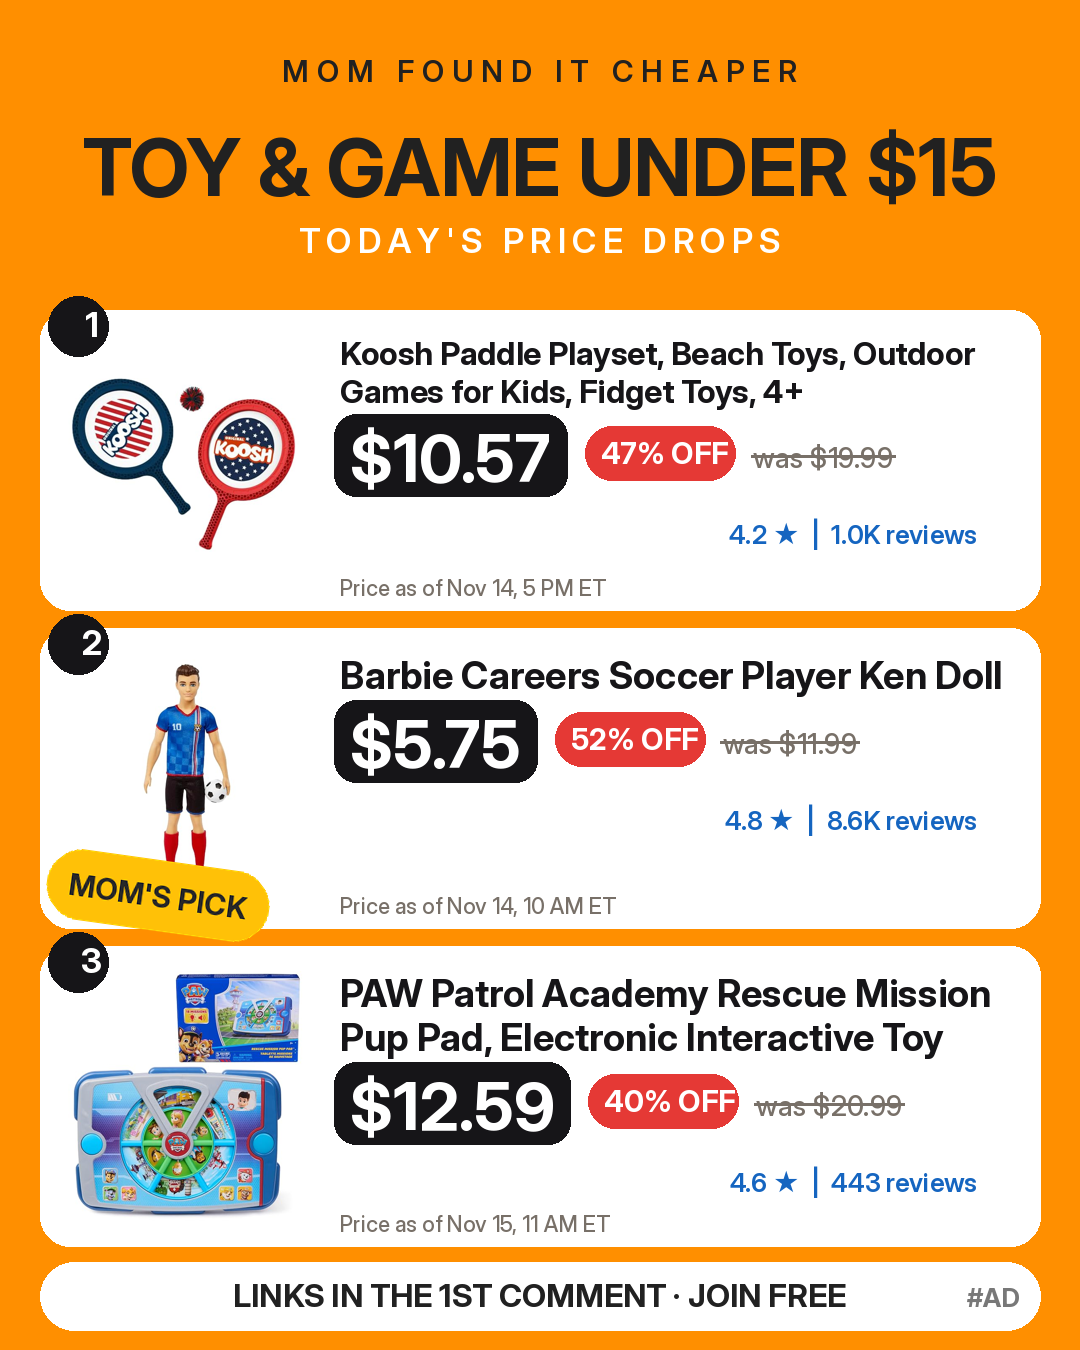 MOM FOUND IT CHEAPER
TOY & GAME UNDER $15
TODAY'S PRICE DROPS
1
KOOSH
ORIGINAL
KOOSH
Koosh Paddle Playset, Beach Toys, Outdoor
Games for Kids, Fidget Toys, 4+
$10.57
47% OFF
was $19.99
4.2 ★ | 1.0K reviews
Price as of Nov 14, 5 PM ET
2
10
MOM'S PICK
Barbie Careers Soccer Player Ken Doll
$5.75
52% OFF
was $11.99
4.8 ★ | 8.6K reviews
Price as of Nov 14, 10 AM ET
3
PAW Patrol Academy Rescue Mission
Pup Pad, Electronic Interactive Toy
$12.59
40% OFF
was $20.99
4.6 ★ | 443 reviews
Price as of Nov 15, 11 AM ET
LINKS IN THE 1ST COMMENT · JOIN FREE
#AD